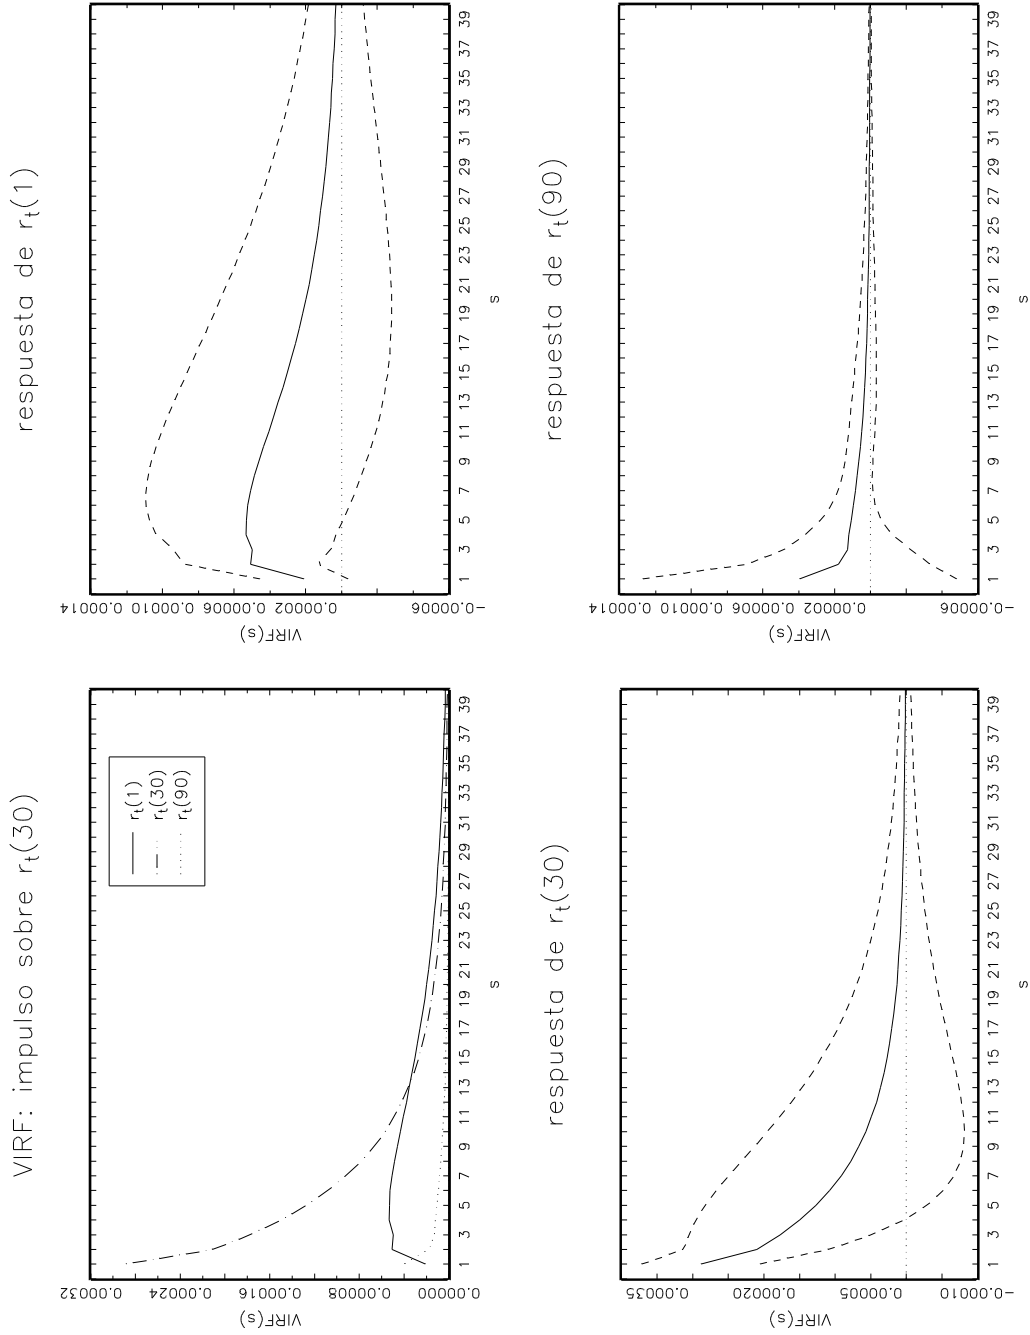 VIRF: impulso sobre rₜ(30)
VIRF(s)
0.00032
0.00024
0.00016
0.00008
0.00000
rₜ(1)
rₜ(30)
rₜ(90)
1 3 5 7 9 11 13 15 17 19 21 23 25 27 29 31 33 35 37 39
s
respuesta de rₜ(1)
VIRF(s)
0.00014
0.00010
0.00006
0.00002
−0.00006
1 3 5 7 9 11 13 15 17 19 21 23 25 27 29 31 33 35 37 39
s
respuesta de rₜ(30)
VIRF(s)
0.00035
0.00020
0.00005
−0.00010
1 3 5 7 9 11 13 15 17 19 21 23 25 27 29 31 33 35 37 39
s
respuesta de rₜ(90)
VIRF(s)
0.00014
0.00010
0.00006
0.00002
−0.00006
1 3 5 7 9 11 13 15 17 19 21 23 25 27 29 31 33 35 37 39
s